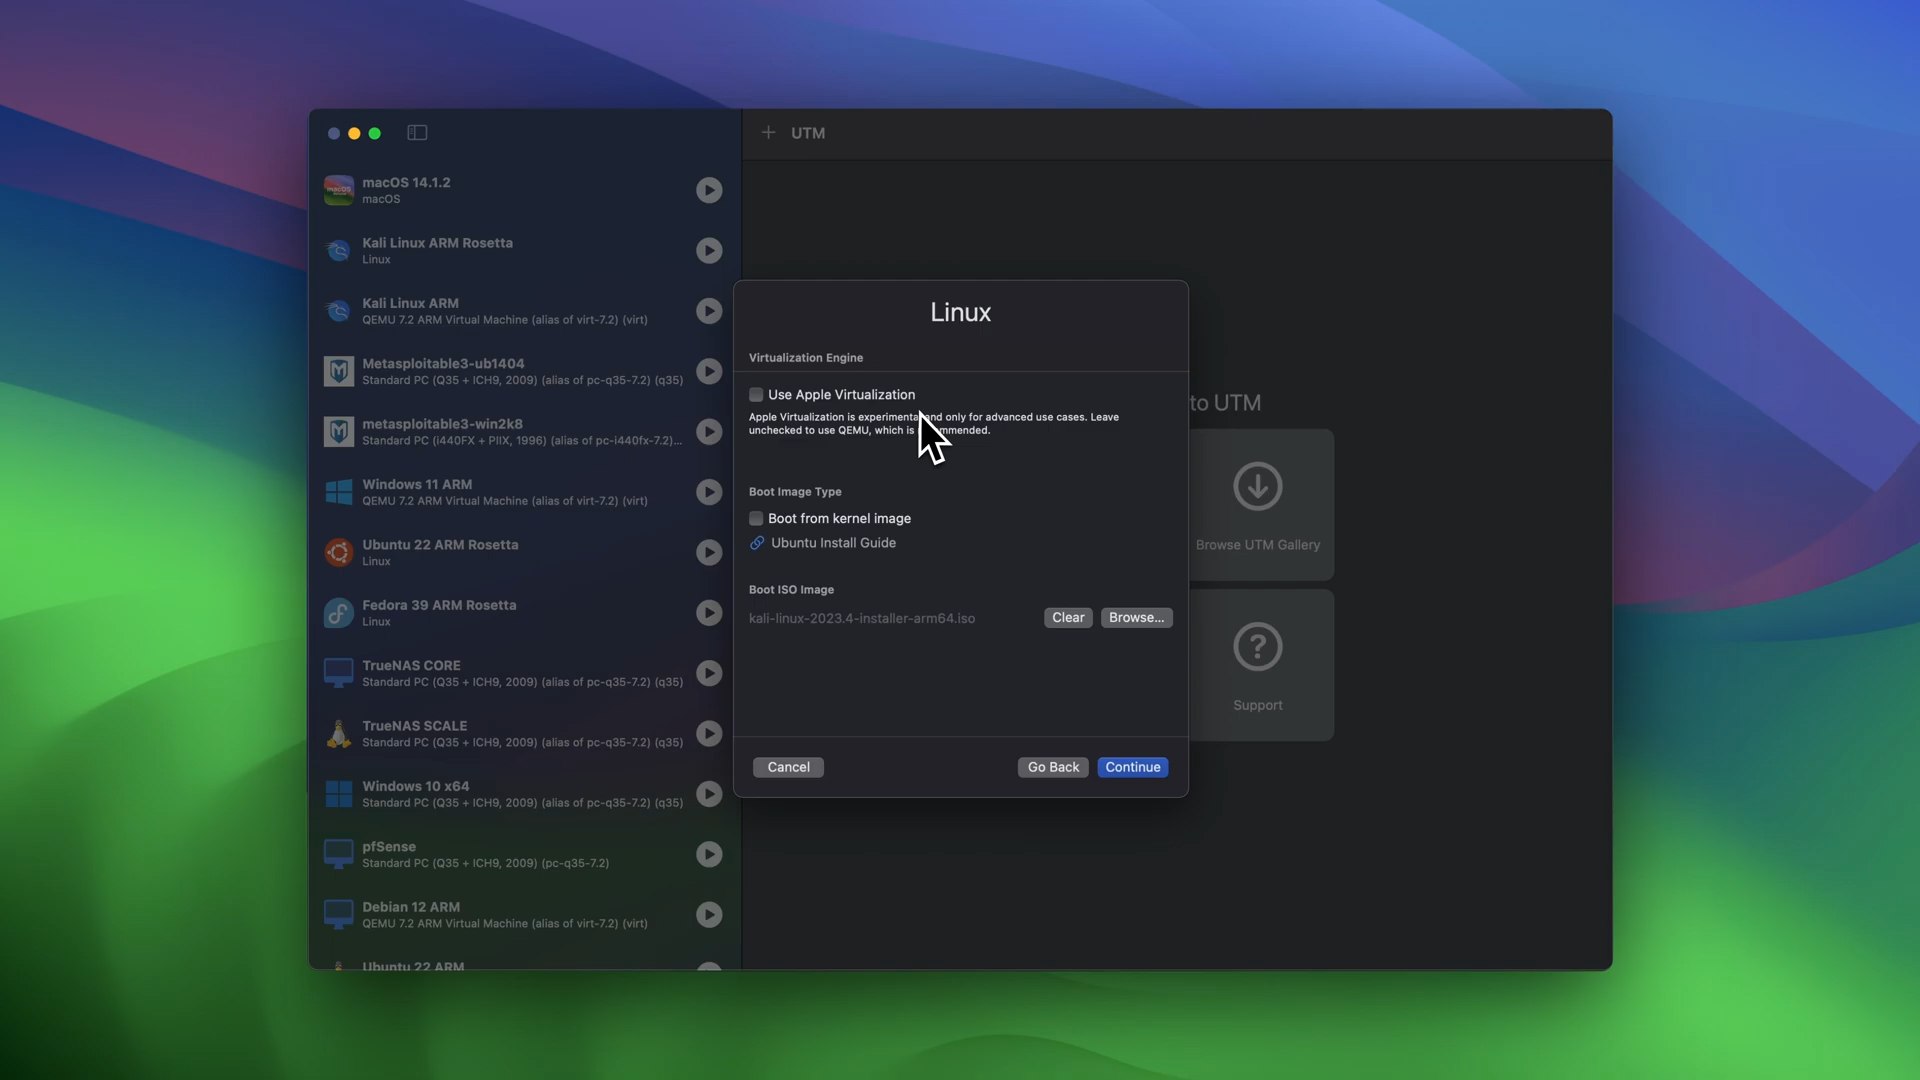 UTM
macOS 14.1.2
macOS
Kali Linux ARM Rosetta
Linux
Kali Linux ARM
QEMU 7.2 ARM Virtual Machine (alias of virt-7.2) (virt)
Metasploitable3-ub1404
Standard PC (Q35 + ICH9, 2009) (alias of pc-q35-7.2) (q35)
metasploitable3-win2k8
Standard PC (i440FX + PIIX, 1996) (alias of pc-i440fx-7.2)...
Windows 11 ARM
QEMU 7.2 ARM Virtual Machine (alias of virt-7.2) (virt)
Ubuntu 22 ARM Rosetta
Linux
Fedora 39 ARM Rosetta
Linux
TrueNAS CORE
Standard PC (Q35 + ICH9, 2009) (alias of pc-q35-7.2) (q35)
TrueNAS SCALE
Standard PC (Q35 + ICH9, 2009) (alias of pc-q35-7.2) (q35)
Windows 10 x64
Standard PC (Q35 + ICH9, 2009) (alias of pc-q35-7.2) (q35)
pfSense
Standard PC (Q35 + ICH9, 2009) (pc-q35-7.2)
Debian 12 ARM
QEMU 7.2 ARM Virtual Machine (alias of virt-7.2) (virt)
Ubuntu 22 ARM
Linux
Virtualization Engine
Use Apple Virtualization
Apple Virtualization is experimental and only for advanced use cases. Leave
unchecked to use QEMU, which is mmended.
Boot Image Type
Boot from kernel image
Ubuntu Install Guide
Boot ISO Image
kali-linux-2023.4-installer-arm64.iso
Clear
Browse...
Cancel
Go Back
Continue
to UTM
Browse UTM Gallery
Support